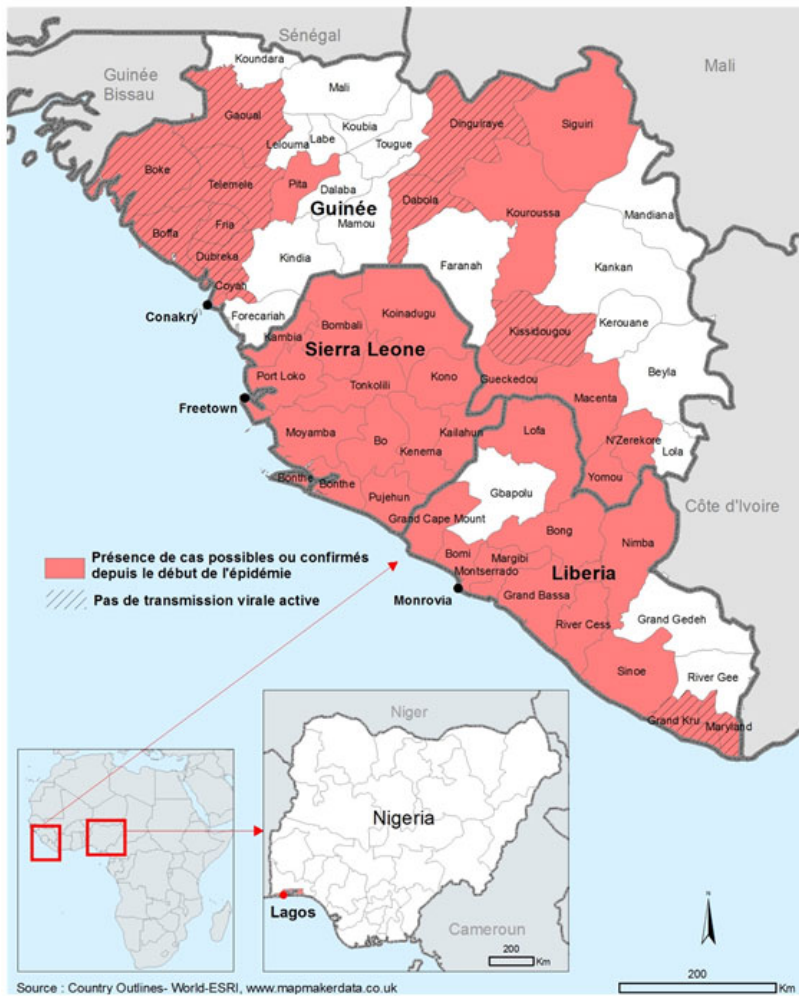 Sénégal
Mali
Guinée
Bissau
Koundara
Mali
Gaoual
Koubia
Lelouma
Labe
Tougue
Dinguiraye
Siguiri
Boke
Telemele
Pita
Dalaba
Dabola
Guinée
Mamou
Kouroussa
Mandiana
Boffa
Fria
Dubreka
Kindia
Faranah
Kankan
Coyah
Conakry
Forecariah
Koinadugu
Bombali
Kambia
Kissidougou
Kerouane
Sierra Leone
Beyla
Port Loko
Tonkolili
Kono
Gueckedou
Macenta
Freetown
Moyamba
Bo
Kailahun
Kenema
Lofa
N'Zerekore
Lola
Yomou
Bonthe
Bonthe
Pujehun
Gbapolu
Côte d'Ivoire
Grand Cape Mount
Bong
Nimba
Bomi
Margibi
Montserrado
Liberia
Monrovia
Grand Bassa
River Cess
Grand Gedeh
Sinoe
River Gee
Grand Kru
Maryland
Présence de cas possibles ou confirmés
depuis le début de l'épidémie
Pas de transmission virale active
Niger
Nigeria
Lagos
Cameroun
200
Km
N
200
Km
Source : Country Outlines- World-ESRI, www.mapmakerdata.co.uk